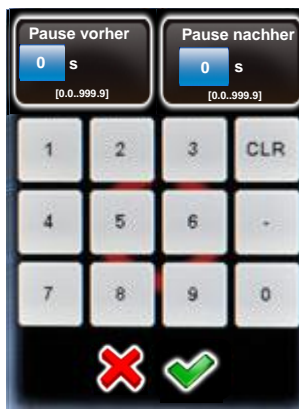 Pause vorher
0 s
[0.0..999.9]
Pause nachher
0 s
[0.0..999.9]
1 2 3 CLR
4 5 6 -
7 8 9 0